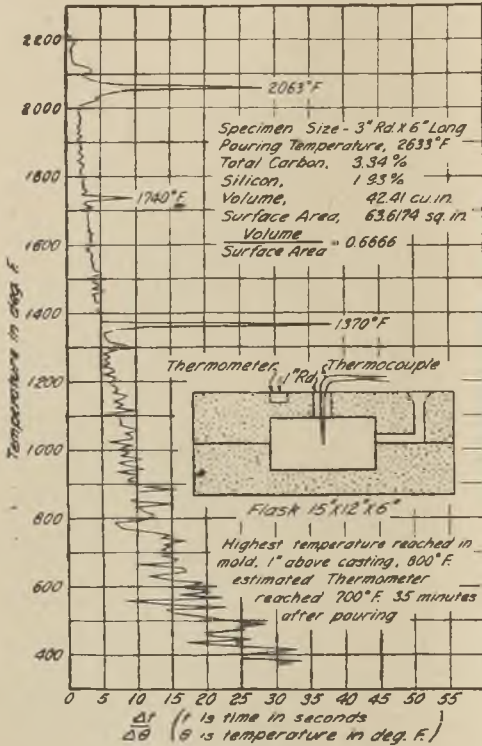 2200
2063°F
2000
Specimen Size - 3" Rd. X 6" Long
Pouring Temperature, 2633°F
Total Carbon, 3.34 %
Silicon, 1.93 %
Volume, 42.41 cu. in.
Surface Area, 63.6174 sq. in.
Volume
Surface Area = 0.6666
1800
1740°F
1600
1400
1370°F
Temperature in deg. F.
Thermometer
1" Rd.
Thermocouple
1200
1000
Flask 15"X12"X6"
800
Highest temperature reached in
mold, 1" above casting, 800°F.
estimated Thermometer
reached 700°F. 35 minutes
after pouring
600
400
0 5 10 15 20 25 30 35 40 45 50 55
Δt
Δθ
(t is time in seconds
θ is temperature in deg. F.)